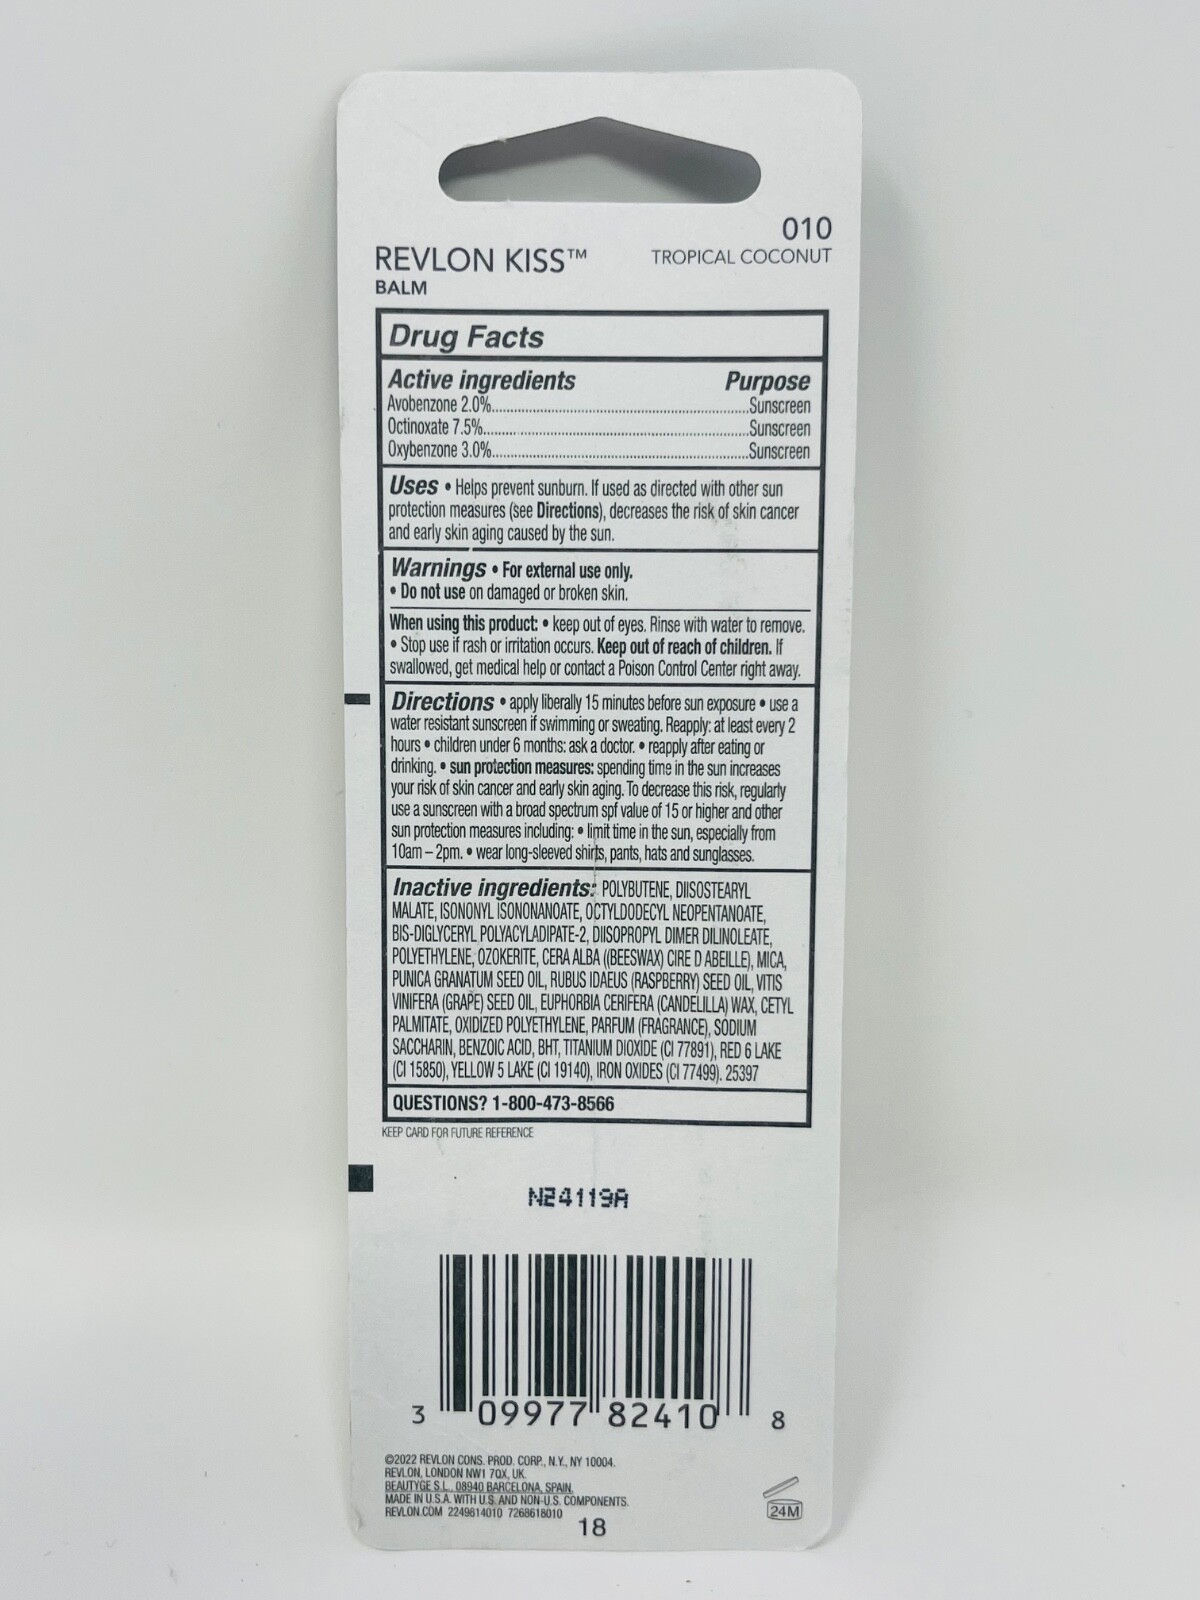 010
REVLON KISS™
TROPICAL COCONUT
BALM
Drug Facts
Active ingredients Purpose
Avobenzone 2.0%..........Sunscreen
Octinoxate 7.5%..........Sunscreen
Oxybenzone 3.0%..........Sunscreen
Uses • Helps prevent sunburn. If used as directed with other sun
protection measures (see Directions), decreases the risk of skin cancer
and early skin aging caused by the sun.
Warnings • For external use only.
• Do not use on damaged or broken skin.
When using this product: • keep out of eyes. Rinse with water to remove.
• Stop use if rash or irritation occurs. Keep out of reach of children. If
swallowed, get medical help or contact a Poison Control Center right away.
Directions • apply liberally 15 minutes before sun exposure • use a
water resistant sunscreen if swimming or sweating. Reapply: at least every 2
hours • children under 6 months: ask a doctor. • reapply after eating or
drinking. • sun protection measures: spending time in the sun increases
your risk of skin cancer and early skin aging. To decrease this risk, regularly
use a sunscreen with a broad spectrum spf value of 15 or higher and other
sun protection measures including: • limit time in the sun, especially from
10am – 2pm. • wear long-sleeved shirts, pants, hats and sunglasses.
Inactive ingredients: POLYBUTENE, DIISOSTEARYL
MALATE, ISONONYL ISONONANOATE, OCTYLDODECYL NEOPENTANOATE,
BIS-DIGLYCERYL POLYACYLADIPATE-2, DIISOPROPYL DIMER DILINOLEATE,
POLYETHYLENE, OZOKERITE, CERA ALBA ((BEESWAX) CIRE D ABEILLE), MICA,
PUNICA GRANATUM SEED OIL, RUBUS IDAEUS (RASPBERRY) SEED OIL, VITIS
VINIFERA (GRAPE) SEED OIL, EUPHORBIA CERIFERA (CANDELILLA) WAX, CETYL
PALMITATE, OXIDIZED POLYETHYLENE, PARFUM (FRAGRANCE), SODIUM
SACCHARIN, BENZOIC ACID, BHT, TITANIUM DIOXIDE (CI 77891), RED 6 LAKE
(CI 15850), YELLOW 5 LAKE (CI 19140), IRON OXIDES (CI 77499). 25397
QUESTIONS? 1-800-473-8566
KEEP CARD FOR FUTURE REFERENCE
NZ4119A
3 09977 82410 8
©2022 REVLON CONS. PROD. CORP., N.Y., NY 10004.
REVLON, LONDON NW1 7QX, UK.
BEAUTYGE S.L., 08940 BARCELONA, SPAIN.
MADE IN U.S.A. WITH U.S. AND NON-U.S. COMPONENTS.
REVLON.COM 2249614010 7268618010
18
24M